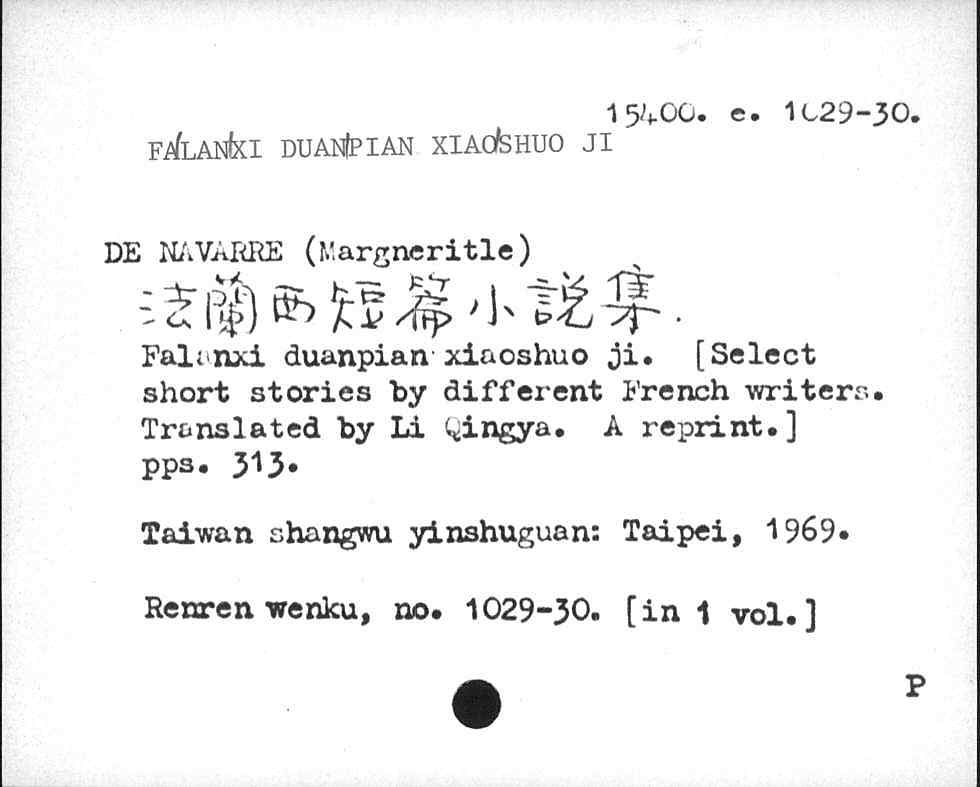 15400. e. 1029-30.
FALANXI DUANPIAN XIAOSHUO JI
DE NAVARRE (Margneritle)
法蘭西短篇小説集.
Falanxi duanpian xiaoshuo ji. [Select
short stories by different French writers.
Translated by Li Qingya. A reprint.]
pps. 313.
Taiwan shangwu yinshuguan: Taipei, 1969.
Renren wenku, no. 1029-30. [in 1 vol.]
P